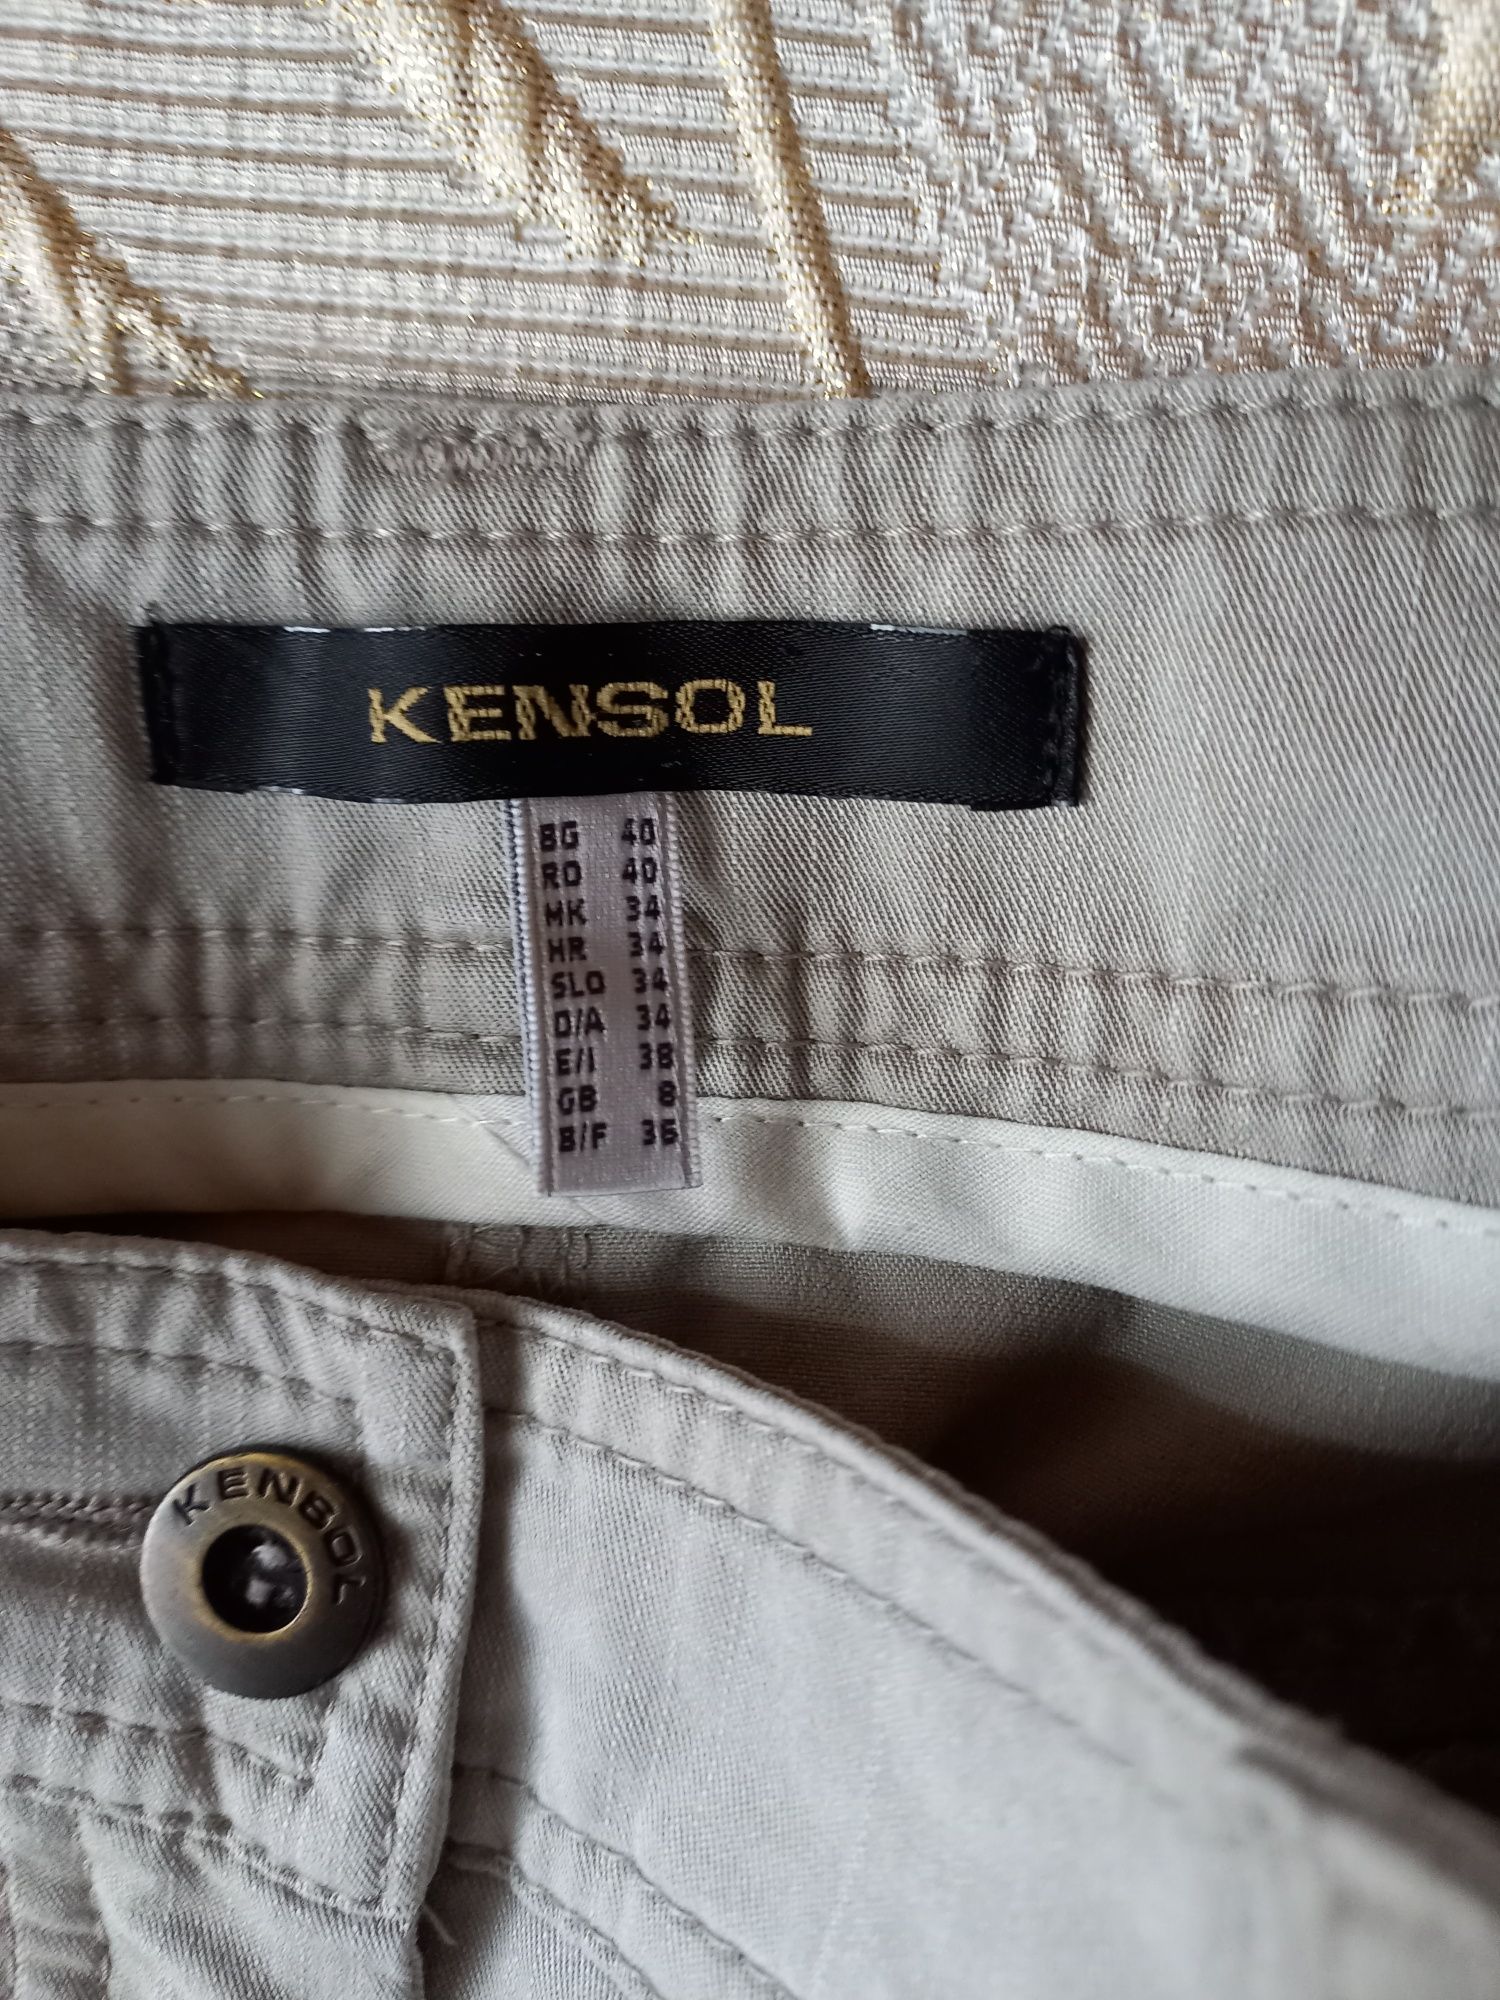 KENSOL
BG 40
RO 40
MK 34
HR 34
SLO 34
D/A 34
E/I 38
GB 8
B/F 36
KENSOL